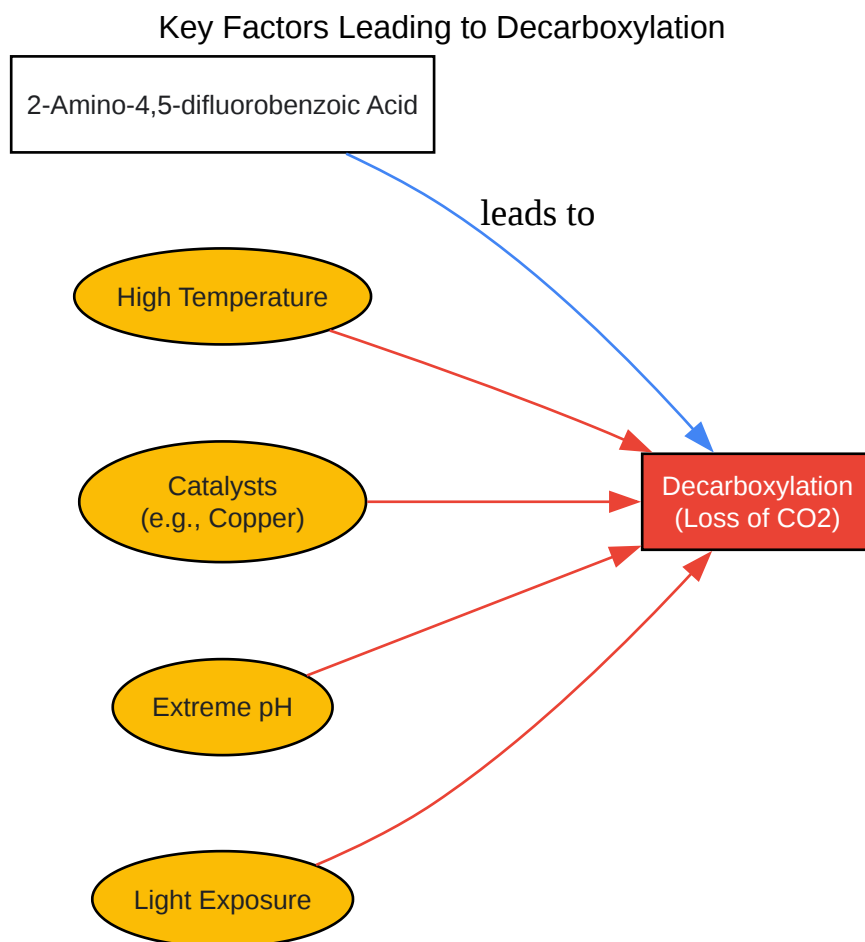 Key Factors Leading to Decarboxylation
2-Amino-4,5-difluorobenzoic Acid
leads to
High Temperature
Catalysts
(e.g., Copper)
Decarboxylation
(Loss of CO2)
Extreme pH
Light Exposure